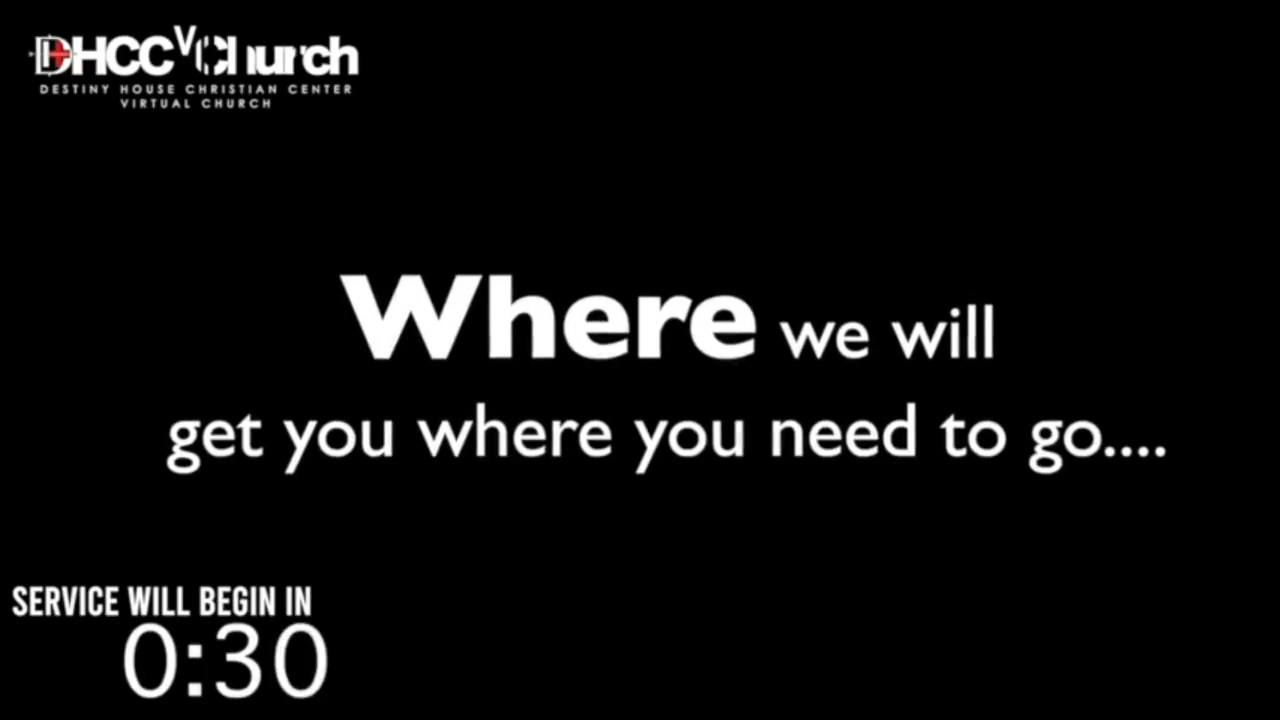 DHCC VChurch
DESTINY HOUSE CHRISTIAN CENTER
VIRTUAL CHURCH
Where we will
get you where you need to go....
SERVICE WILL BEGIN IN
0:30